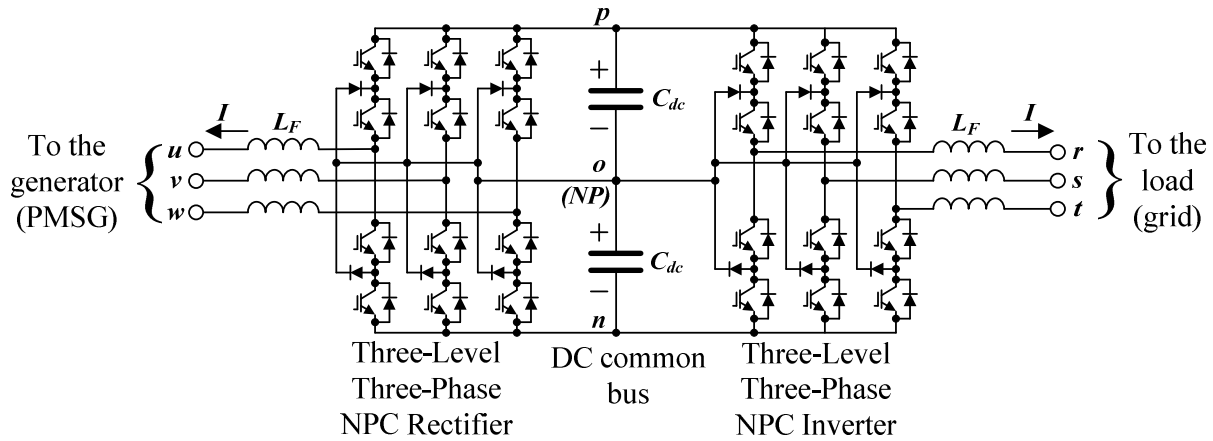 p
+
C_dc
−
I
L_F
L_F
I
To the
generator
(PMSG)
u
v
w
o
(NP)
r
s
t
To the
load
(grid)
+
C_dc
−
n
Three-Level
Three-Phase
NPC Rectifier
DC common
bus
Three-Level
Three-Phase
NPC Inverter